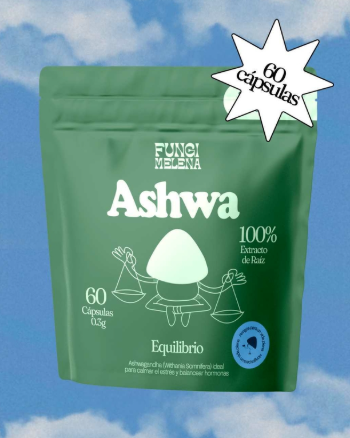 60
cápsulas
FUNGI
MELENA
Ashwa
100%
Extracto
de Raíz
60
Cápsulas
0.3g
Equilibrio
Ashwagandha (Withania Somnifera) ideal
para calmar el estrés y balancear hormonas